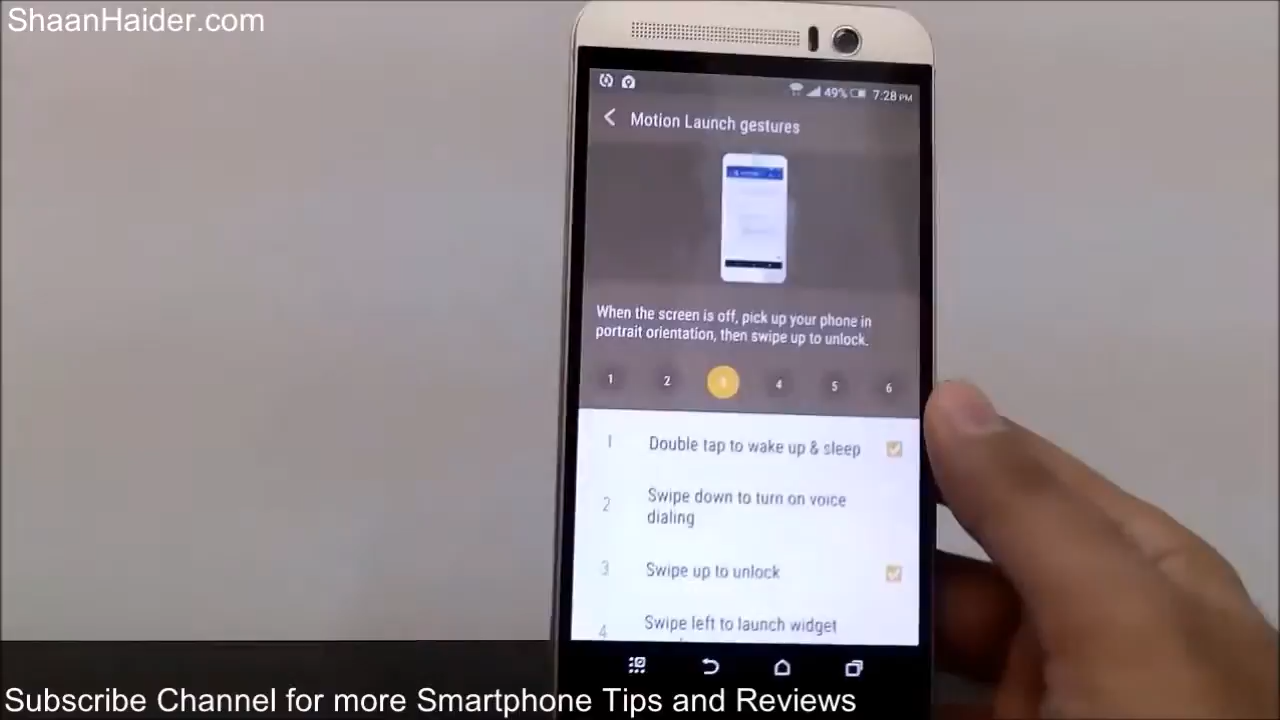 ShaanHaider.com
49% 7:28 PM
Motion Launch gestures
When the screen is off, pick up your phone in
portrait orientation, then swipe up to unlock.
1 2 3 4 5 6
1 Double tap to wake up & sleep
2 Swipe down to turn on voice
dialing
3 Swipe up to unlock
4 Swipe left to launch widget
Subscribe Channel for more Smartphone Tips and Reviews